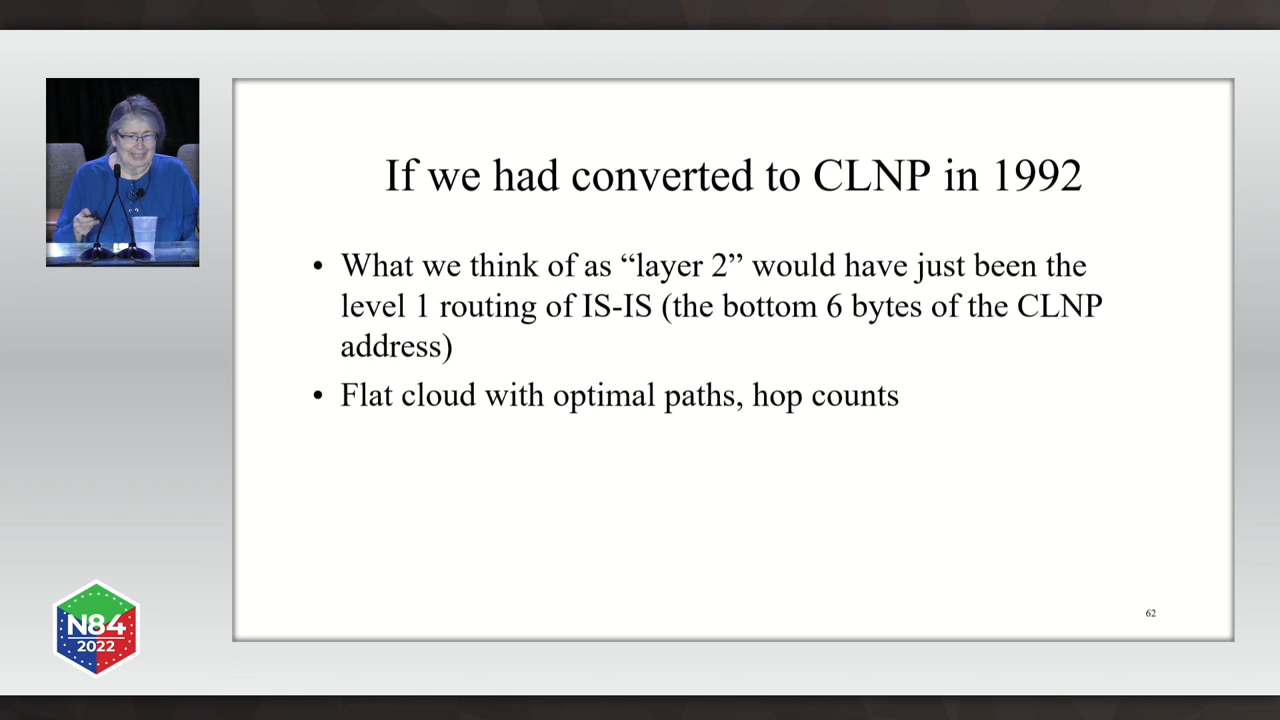 If we had converted to CLNP in 1992
• What we think of as “layer 2” would have just been the
level 1 routing of IS-IS (the bottom 6 bytes of the CLNP
address)
• Flat cloud with optimal paths, hop counts
62
N84
2022